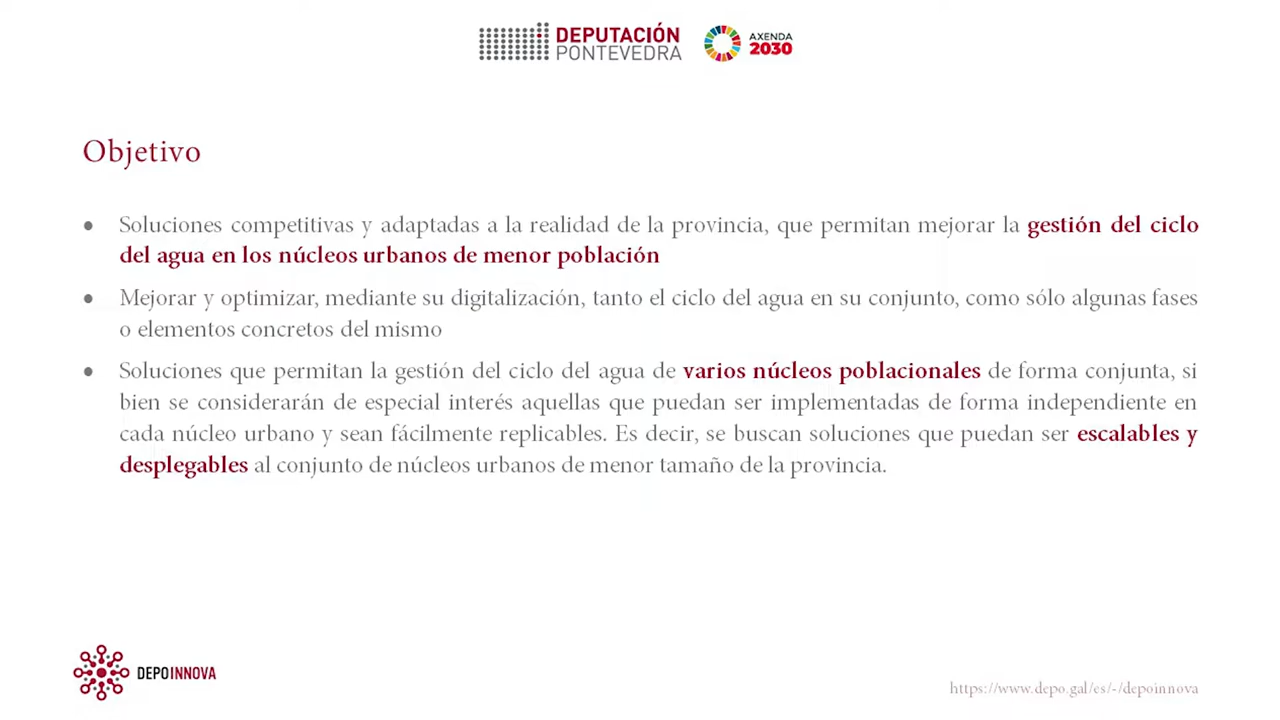 DEPUTACIÓN
PONTEVEDRA
AXENDA
2030
Objetivo
● Soluciones competitivas y adaptadas a la realidad de la provincia, que permitan mejorar la gestión del ciclo
del agua en los núcleos urbanos de menor población
● Mejorar y optimizar, mediante su digitalización, tanto el ciclo del agua en su conjunto, como sólo algunas fases
o elementos concretos del mismo
● Soluciones que permitan la gestión del ciclo del agua de varios núcleos poblacionales de forma conjunta, si
bien se considerarán de especial interés aquellas que puedan ser implementadas de forma independiente en
cada núcleo urbano y sean fácilmente replicables. Es decir, se buscan soluciones que puedan ser escalables y
desplegables al conjunto de núcleos urbanos de menor tamaño de la provincia.
DEPOINNOVA
https://www.depo.gal/es/-/depoinnova